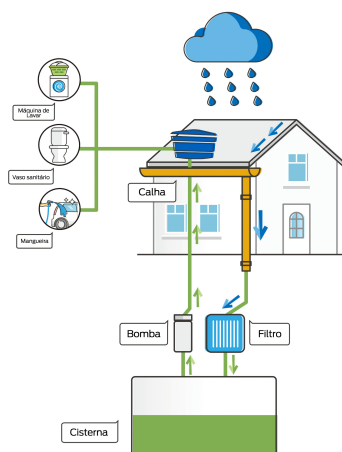 Máquina de
Lavar
Vaso sanitário
Mangueira
Calha
Bomba
Filtro
Cisterna